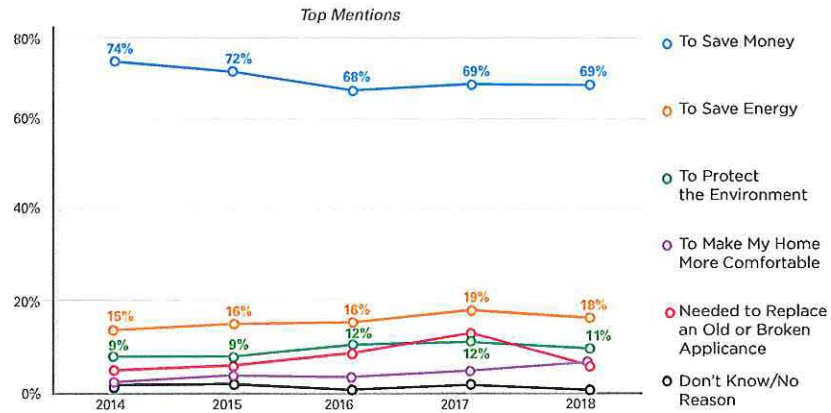 Top Mentions
80%
60%
40%
20%
0%
74%
72%
68%
69%
69%
15%
16%
16%
19%
18%
9%
9%
12%
12%
11%
2014
2015
2016
2017
2018
To Save Money
To Save Energy
To Protect
the Environment
To Make My Home
More Comfortable
Needed to Replace
an Old or Broken
Applicance
Don't Know/No
Reason